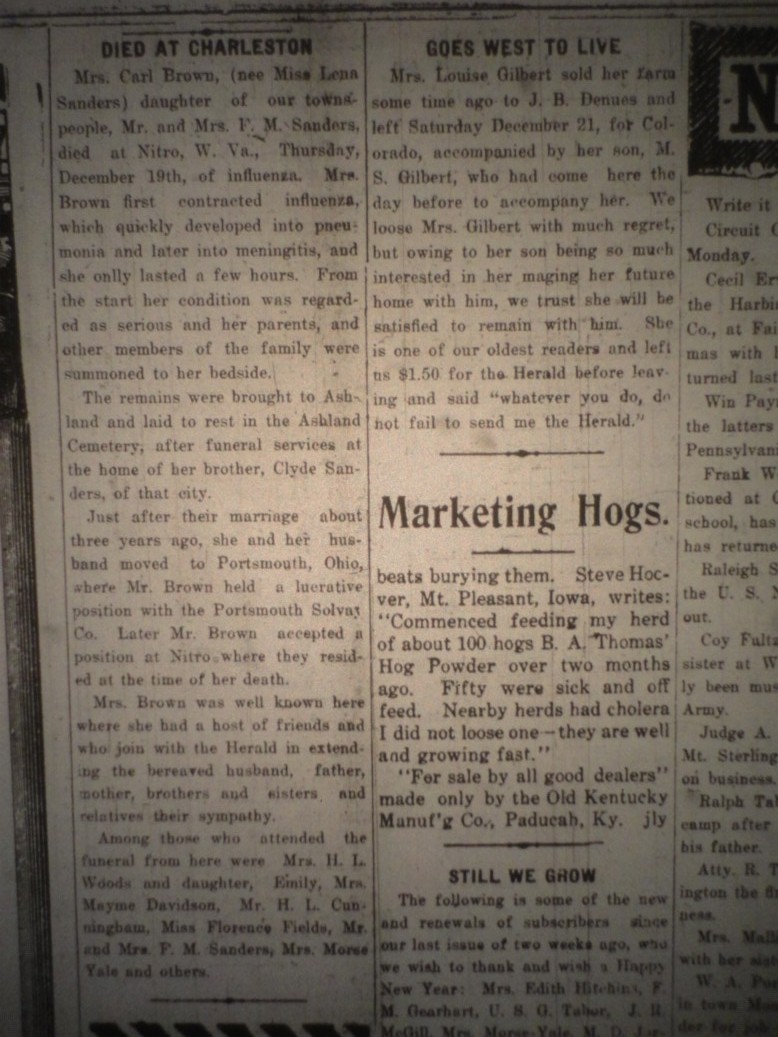 DIED AT CHARLESTON
Mrs. Carl Brown, (nee Miss Lena
Sanders) daughter of our towns-
people, Mr. and Mrs. F. M. Sanders,
died at Nitro, W. Va., Thursday,
December 19th, of influenza. Mrs.
Brown first contracted influenza,
which quickly developed into pneu-
monia and later into meningitis, and
she onlly lasted a few hours. From
the start her condition was regard-
ed as serious and her parents, and
other members of the family were
summoned to her bedside.
The remains were brought to Ash-
land and laid to rest in the Ashland
Cemetery, after funeral services at
the home of her brother, Clyde San-
ders, of that city.
Just after their marriage about
three years ago, she and her hus-
band moved to Portsmouth, Ohio,
where Mr. Brown held a lucrative
position with the Portsmouth Solvay
Co. Later Mr. Brown accepted a
position at Nitro where they resid-
ed at the time of her death.
Mrs. Brown was well known here
where she had a host of friends and
who join with the Herald in extend-
ing the bereaved husband, father,
mother, brothers and sisters and
relatives their sympathy.
Among those who attended the
funeral from here were Mrs. H. L.
Woods and daughter, Emily, Mrs.
Mayme Davidson, Mr. H. L. Cun-
ningham, Miss Florence Fields, Mr.
and Mrs. F. M. Sanders, Mrs. Morse
Yale and others.
GOES WEST TO LIVE
Mrs. Louise Gilbert sold her farm
some time ago to J. B. Denues and
left Saturday December 21, for Col-
orado, accompanied by her son, M.
S. Gilbert, who had come here the
day before to accompany her. We
loose Mrs. Gilbert with much regret,
but owing to her son being so much
interested in her maging her future
home with him, we trust she will be
satisfied to remain with him. She
is one of our oldest readers and left
us $1.50 for the Herald before leav-
ing and said "whatever you do, do
not fail to send me the Herald."
Marketing Hogs.
beats burying them. Steve Hoc-
ver, Mt. Pleasant, Iowa, writes:
"Commenced feeding my herd
of about 100 hogs B. A. Thomas'
Hog Powder over two months
ago. Fifty were sick and off
feed. Nearby herds had cholera
I did not loose one—they are well
and growing fast."
"For sale by all good dealers"
made only by the Old Kentucky
Manuf'g Co., Paducah, Ky. jly
STILL WE GROW
The following is some of the new
and renewals of subscribers since
our last issue of two weeks ago, who
we wish to thank and wish a Happy
New Year: Mrs. Edith Hitchins, F.
M. Gearhart, U. S. G. Tabor, J. R.
McGill, Mrs. Morse Yale, M. D.
N
Write it
Circuit
Monday.
Cecil
the
Co., at
mas with
turned last
Win
the latters
Frank
tioned at
school, has
has
Raleigh
the U. S.
out.
Coy
sister at
ly been
Army.
Judge A.
Mt. Sterling
on business.
Ralph
camp after
his father.
Atty. R.
ington the
ness.
Mrs.
with her
W. A.
in town
der for